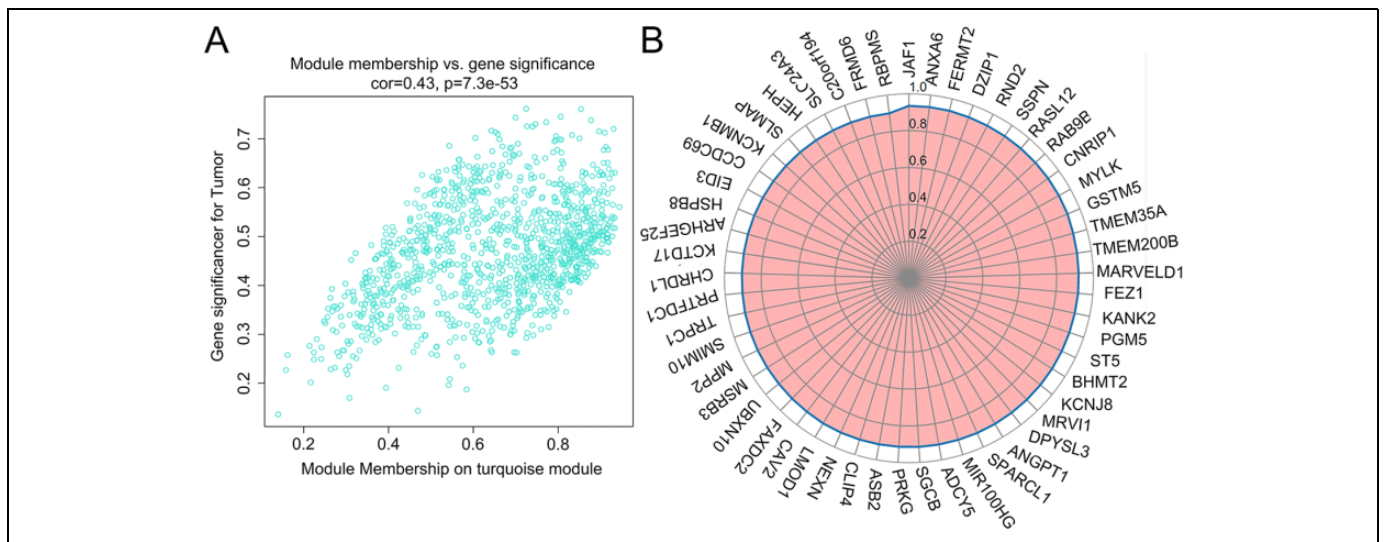 A
Module membership vs. gene significance
cor=0.43, p=7.3e-53
Gene significancer for Tumor
0.2
0.3
0.4
0.5
0.6
0.7
0.2
0.4
0.6
0.8
Module Membership on turquoise module
B
JAF1
ANXA6
FERMT2
DZIP1
RND2
SSPN
RASL12
RAB9B
CNRIP1
MYLK
GSTM5
TMEM35A
TMEM200B
MARVELD1
FEZ1
KANK2
PGM5
ST5
BHMT2
KCNJ8
MRVI1
DPYSL3
ANGPT1
SPARCL1
MIR100HG
ADCY5
SGCB
PRKG
ASB2
CLIP4
NEXN
LMOD1
CAV2
FAXDC2
UBXN10
MSRB3
MPP2
SMIM10
TRPC1
PRTFDC1
CHRDL1
KCTD17
ARHGEF25
HSPB8
EID3
CCDC69
KCNMB1
SLMAP
HEPH
SLC24A3
C20orf194
FRMD6
RBPMS
1.0
0.8
0.6
0.4
0.2